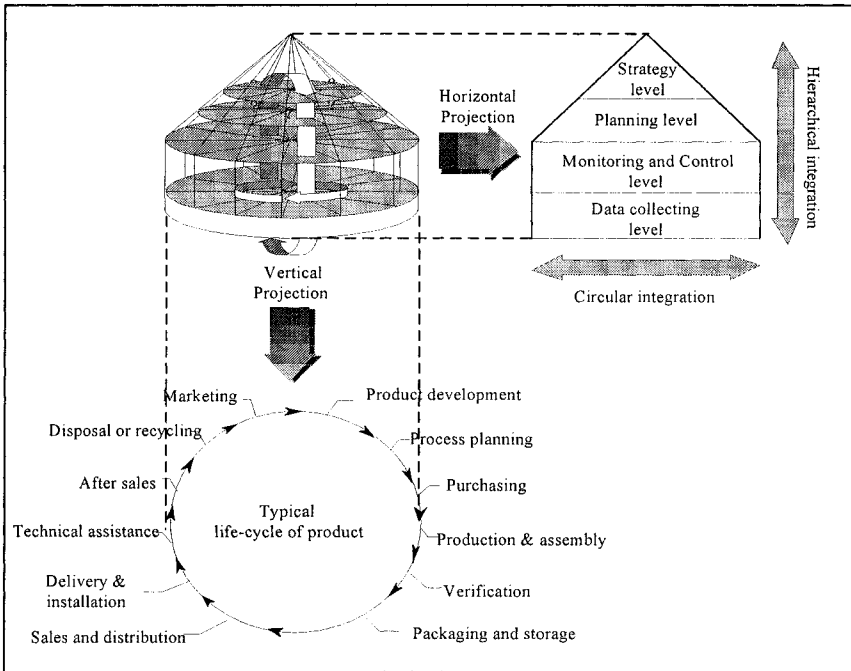 Horizontal
Projection
Strategy
level
Planning level
Monitoring and Control
level
Data collecting
level
Hierarchical integration
Circular integration
Vertical
Projection
Marketing
Product development
Disposal or recycling
Process planning
After sales
Purchasing
Typical
life-cycle of product
Technical assistance
Production & assembly
Delivery &
installation
Verification
Sales and distribution
Packaging and storage